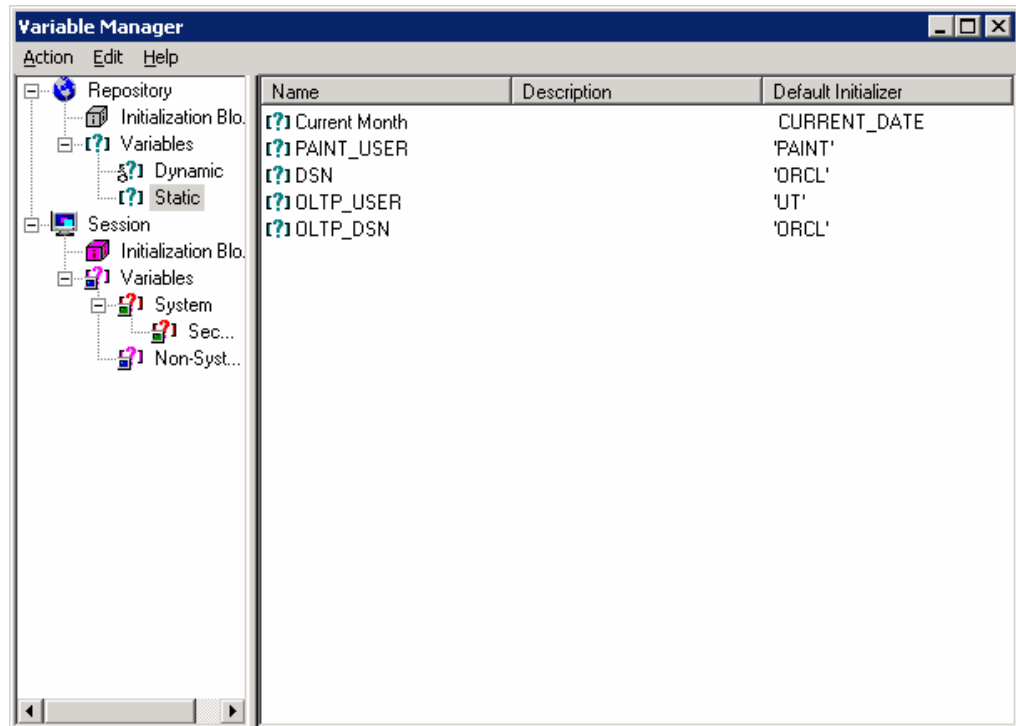 Variable Manager
Action Edit Help
Repository
Initialization Blo.
Variables
Dynamic
Static
Session
Initialization Blo.
Variables
System
Sec...
Non-Syst...
Name Description Default Initializer
[?] Current Month CURRENT_DATE
[?] PAINT_USER 'PAINT'
[?] DSN 'ORCL'
[?] OLTP_USER 'UT'
[?] OLTP_DSN 'ORCL'